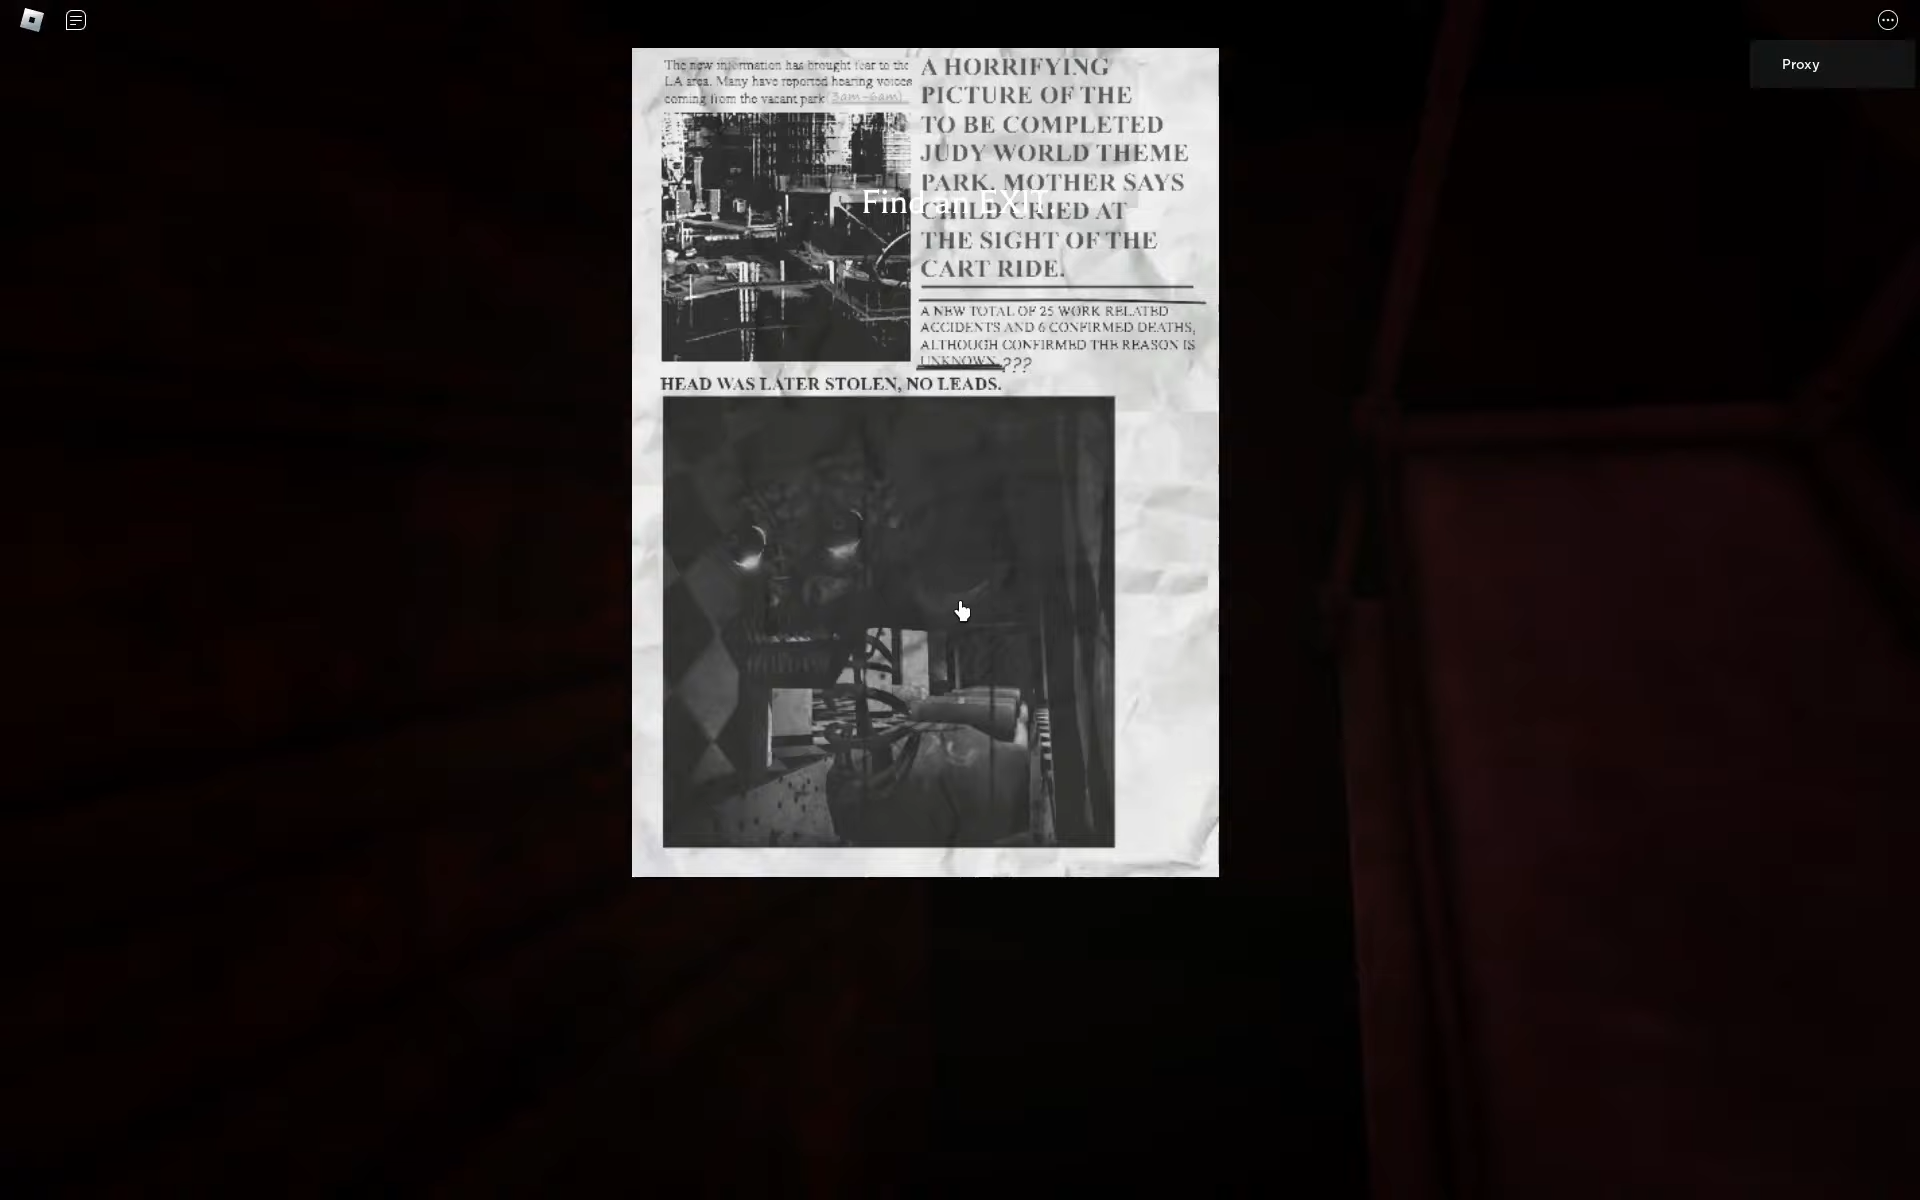 Proxy
The new information has brought fear to the
LA area. Many have reported hearing voices
coming from the vacant park (3am-6am).
A HORRIFYING
PICTURE OF THE
TO BE COMPLETED
JUDY WORLD THEME
PARK. MOTHER SAYS
CHILD CRIED AT
THE SIGHT OF THE
CART RIDE.
Find an EXIT.
A NEW TOTAL OF 25 WORK RELATED
ACCIDENTS AND 6 CONFIRMED DEATHS,
ALTHOUGH CONFIRMED THE REASON IS
UNKNOWN. ???
HEAD WAS LATER STOLEN, NO LEADS.